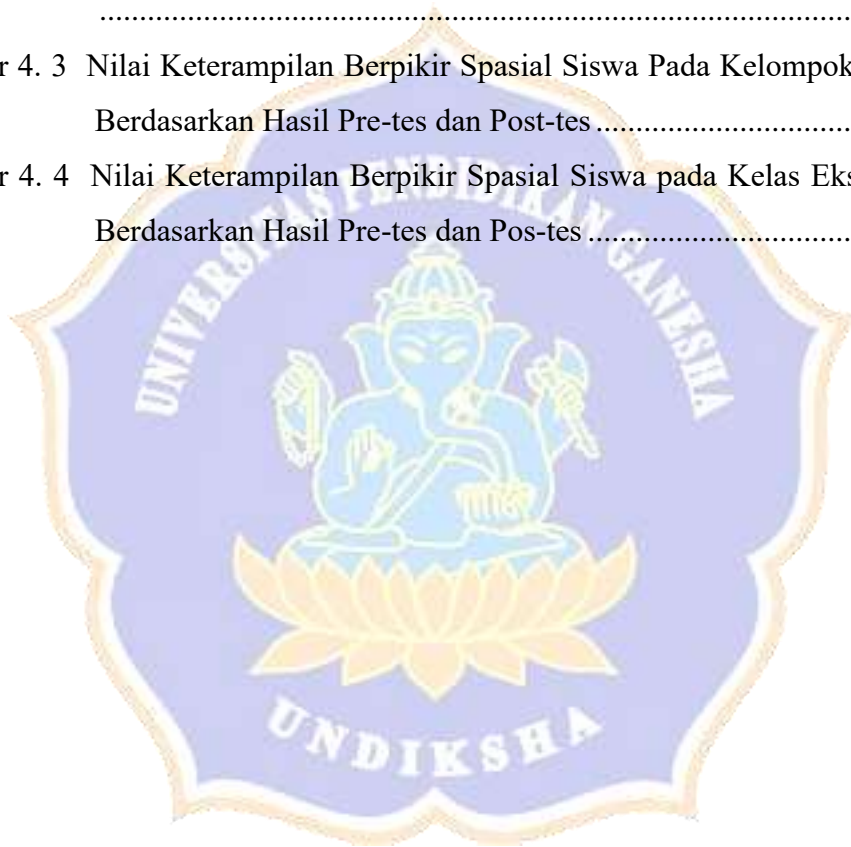 ....................................................................................................
r 4. 3 Nilai Keterampilan Berpikir Spasial Siswa Pada Kelompok
Berdasarkan Hasil Pre-tes dan Post-tes ................................
r 4. 4 Nilai Keterampilan Berpikir Spasial Siswa pada Kelas Eks
Berdasarkan Hasil Pre-tes dan Pos-tes .................................
UNIVERSITAS PENDIDIKAN GANESHA
UNDIKSHA